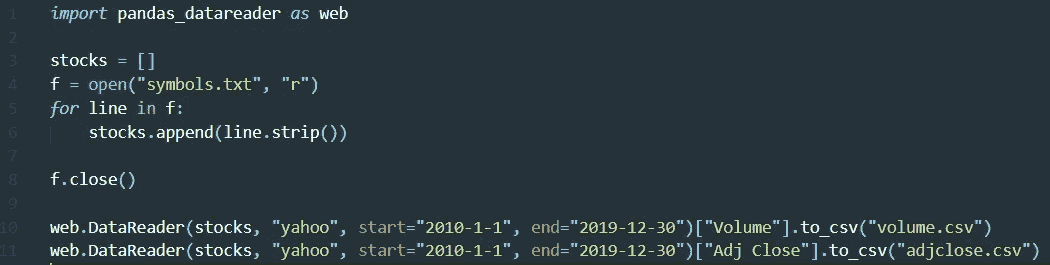 1 import pandas_datareader as web
2
3 stocks = []
4 f = open("symbols.txt", "r")
5 for line in f:
6     stocks.append(line.strip())
7
8 f.close()
9
10 web.DataReader(stocks, "yahoo", start="2010-1-1", end="2019-12-30")["Volume"].to_csv("volume.csv")
11 web.DataReader(stocks, "yahoo", start="2010-1-1", end="2019-12-30")["Adj Close"].to_csv("adjclose.csv")